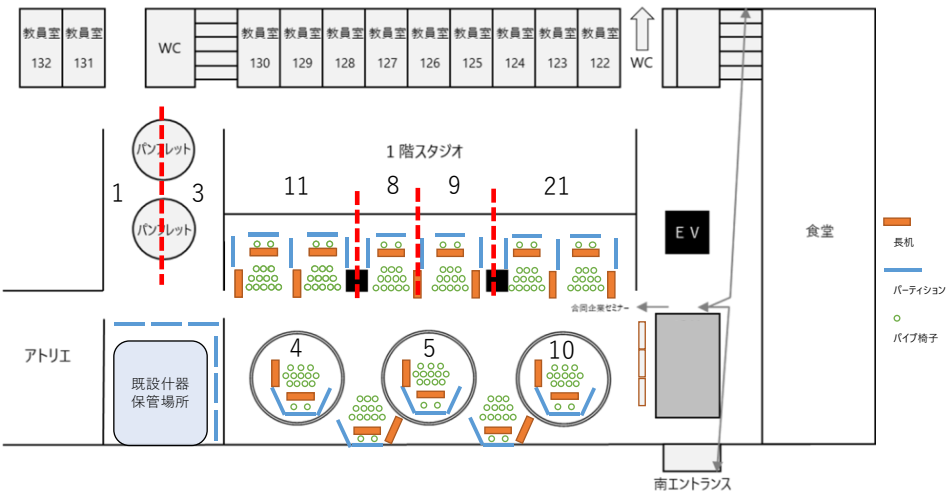 教員室 教員室 教員室 教員室 教員室 教員室 教員室 教員室 教員室 教員室 教員室
132 131 WC 130 129 128 127 126 125 124 123 122 WC
パンフレット
1階スタジオ
1 3 11 8 9 21
パンフレット
EV
食堂
長机
パーティション
合同企業セミナー
パイプ椅子
アトリエ
4 5 10
既設什器
保管場所
南エントランス